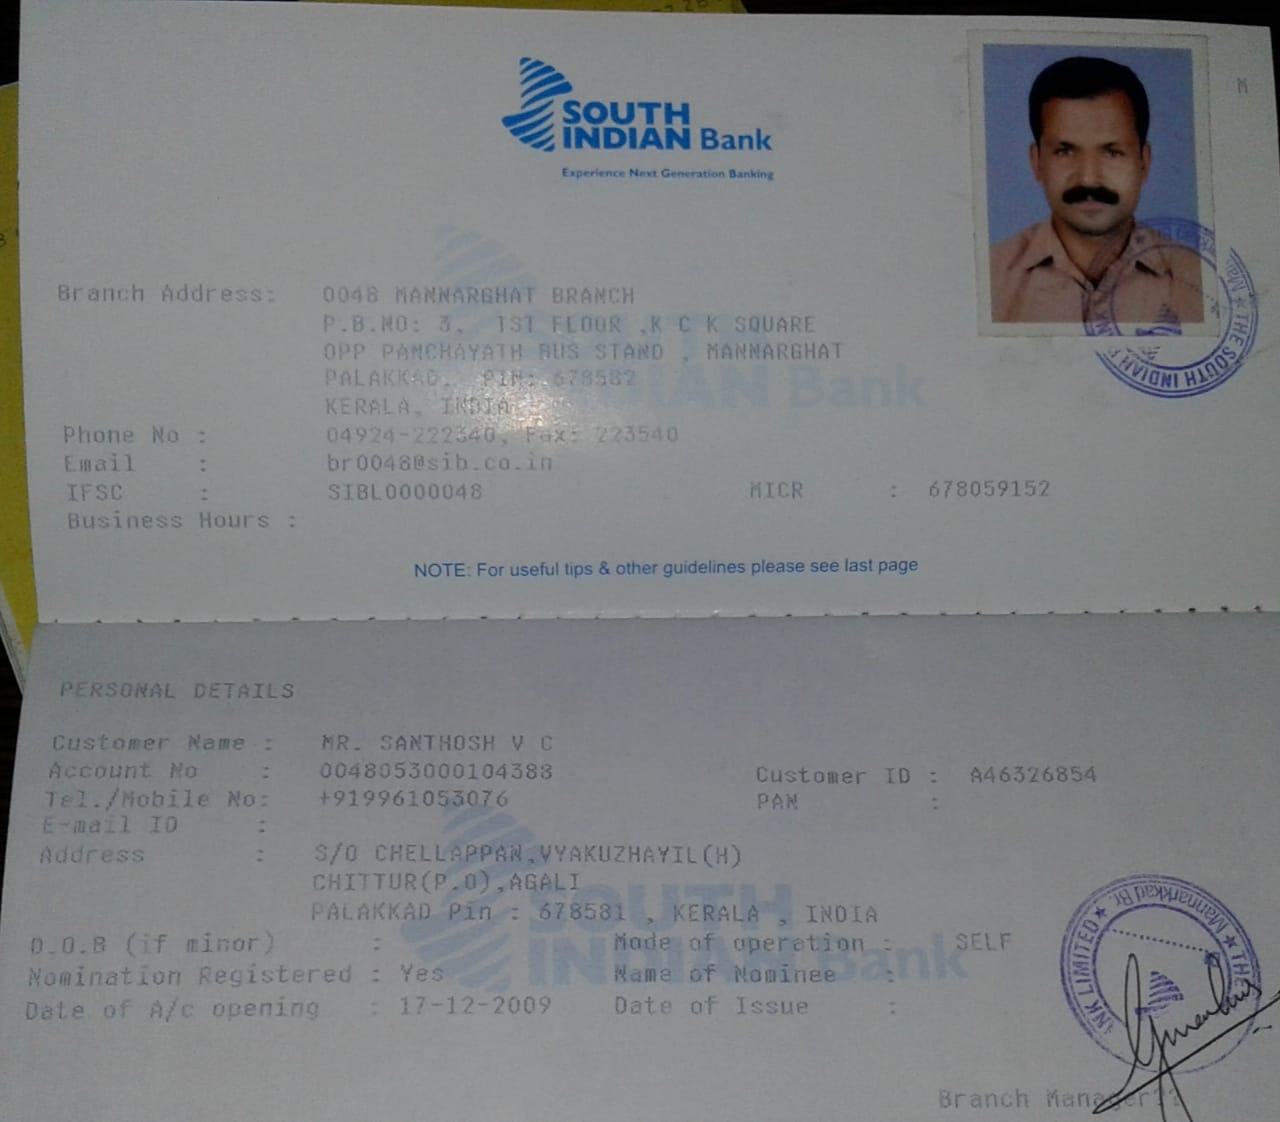 SOUTH
INDIAN Bank
Experience Next Generation Banking
M
Branch Address: 0048 MANNARGHAT BRANCH
P.B.NO: 3, 1ST FLOOR ,K C K SQUARE
OPP PANCHAYATH BUS STAND , MANNARGHAT
PALAKKAD, PIN: 678582
KERALA, INDIA
Phone No : 04924-222340, Fax: 223540
Email : br0048@sib.co.in
IFSC : SIBL0000048 MICR : 678059152
Business Hours :
NOTE: For useful tips & other guidelines please see last page
PERSONAL DETAILS
Customer Name : MR. SANTHOSH V C
Account No : 0048053000104388 Customer ID : A46326854
Tel./Mobile No: +919961053076 PAN :
E-mail ID :
Address : S/O CHELLAPPAN,VYAKUZHAYIL(H)
CHITTUR(P.O),AGALI
PALAKKAD Pin : 678581 , KERALA , INDIA
D.O.B (if minor) : Mode of operation : SELF
Nomination Registered : Yes Name of Nominee :
Date of A/c opening : 17-12-2009 Date of Issue :
Branch Manager??
THE SOUTH INDIAN
NK LIMITED ★ Mannarkkad Br. ★ THE